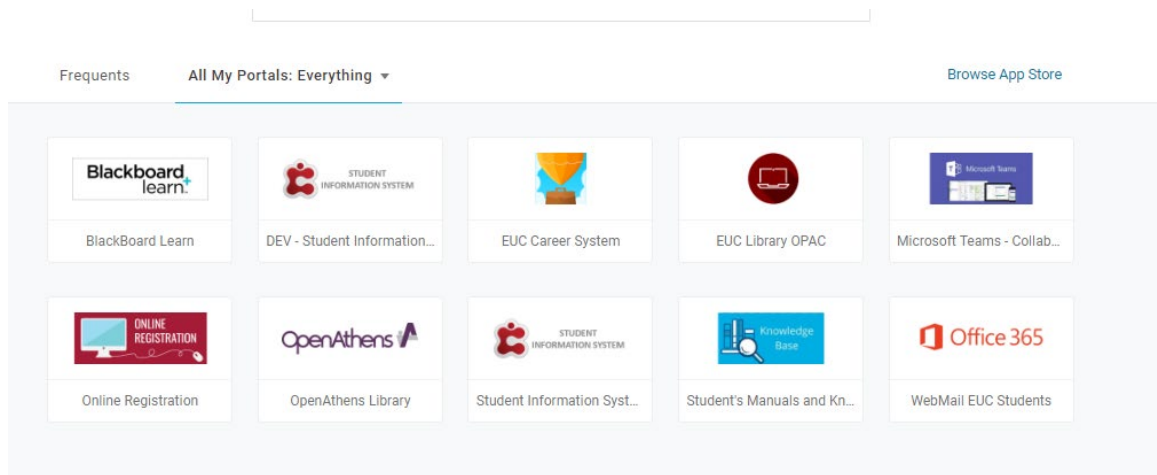 Frequents
All My Portals: Everything
Browse App Store
Blackboard
learn
STUDENT
INFORMATION SYSTEM
Microsoft Teams
BlackBoard Learn
DEV - Student Information...
EUC Career System
EUC Library OPAC
Microsoft Teams - Collab...
ONLINE
REGISTRATION
OpenAthens
STUDENT
INFORMATION SYSTEM
Knowledge
Base
Office 365
Online Registration
OpenAthens Library
Student Information Syst...
Student's Manuals and Kn...
WebMail EUC Students